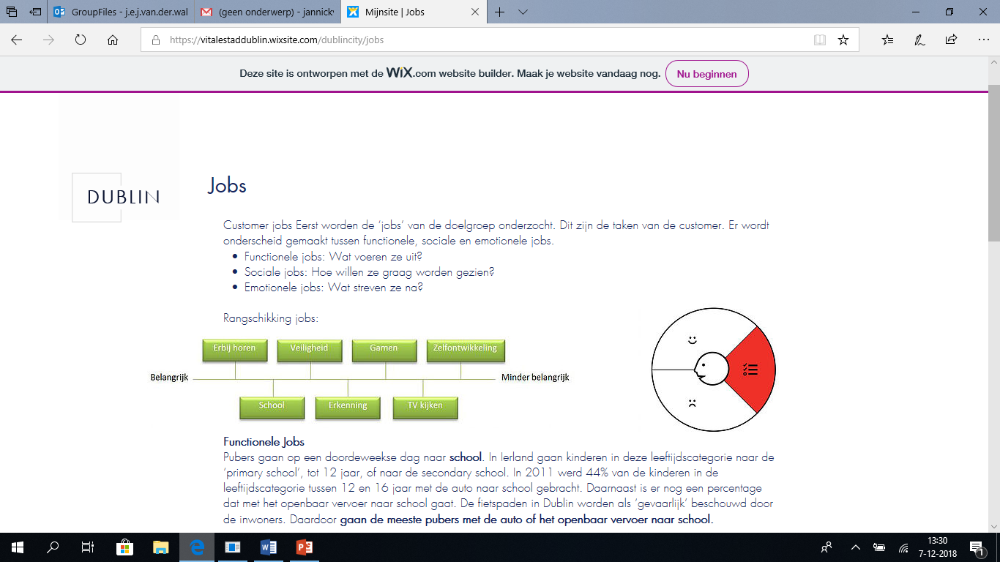 GroupFiles - j.e.j.van.der.wal
(geen onderwerp) - jannick
Mijnsite | Jobs
https://vitalestaddublin.wixsite.com/dublincity/jobs
Deze site is ontworpen met de WiX.com website builder. Maak je website vandaag nog. Nu beginnen
DUBLIN
Jobs
Customer jobs Eerst worden de 'jobs' van de doelgroep onderzocht. Dit zijn de taken van de customer. Er wordt
onderscheid gemaakt tussen functionele, sociale en emotionele jobs.
• Functionele jobs: Wat voeren ze uit?
• Sociale jobs: Hoe willen ze graag worden gezien?
• Emotionele jobs: Wat streven ze na?
Rangschikking jobs:
Erbij horen Veiligheid Gamen Zelfontwikkeling
Belangrijk Minder belangrijk
School Erkenning TV kijken
Functionele Jobs
Pubers gaan op een doordeweekse dag naar school. In Ierland gaan kinderen in deze leeftijdscategorie naar de
'primary school', tot 12 jaar, of naar de secondary school. In 2011 werd 44% van de kinderen in de
leeftijdscategorie tussen 12 en 16 jaar met de auto naar school gebracht. Daarnaast is er nog een percentage
dat met het openbaar vervoer naar school gaat. De fietspaden in Dublin worden als 'gevaarlijk' beschouwd door
de inwoners. Daardoor gaan de meeste pubers met de auto of het openbaar vervoer naar school.
13:30
7-12-2018
1